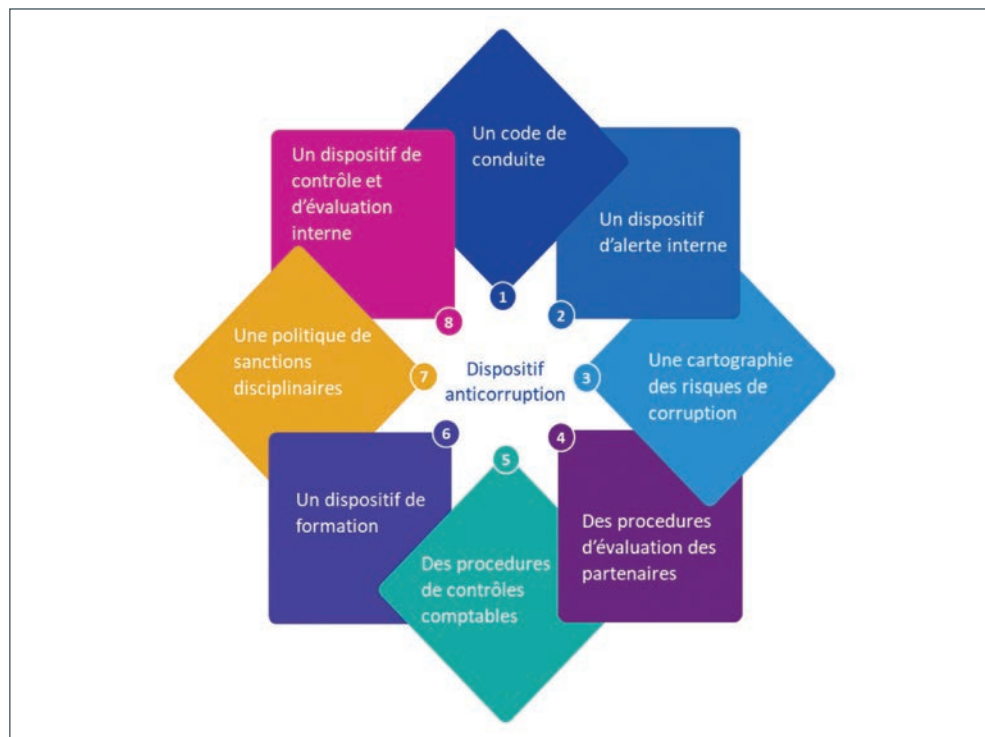 Un code de
conduite
1
Un dispositif
d'alerte interne
2
Une cartographie
des risques de
corruption
3
Des procedures
d'évaluation des
partenaires
4
Des procedures
de contrôles
comptables
5
Un dispositif de
formation
6
Une politique de
sanctions
disciplinaires
7
Un dispositif de
contrôle et
d'évaluation
interne
8
Dispositif
anticorruption